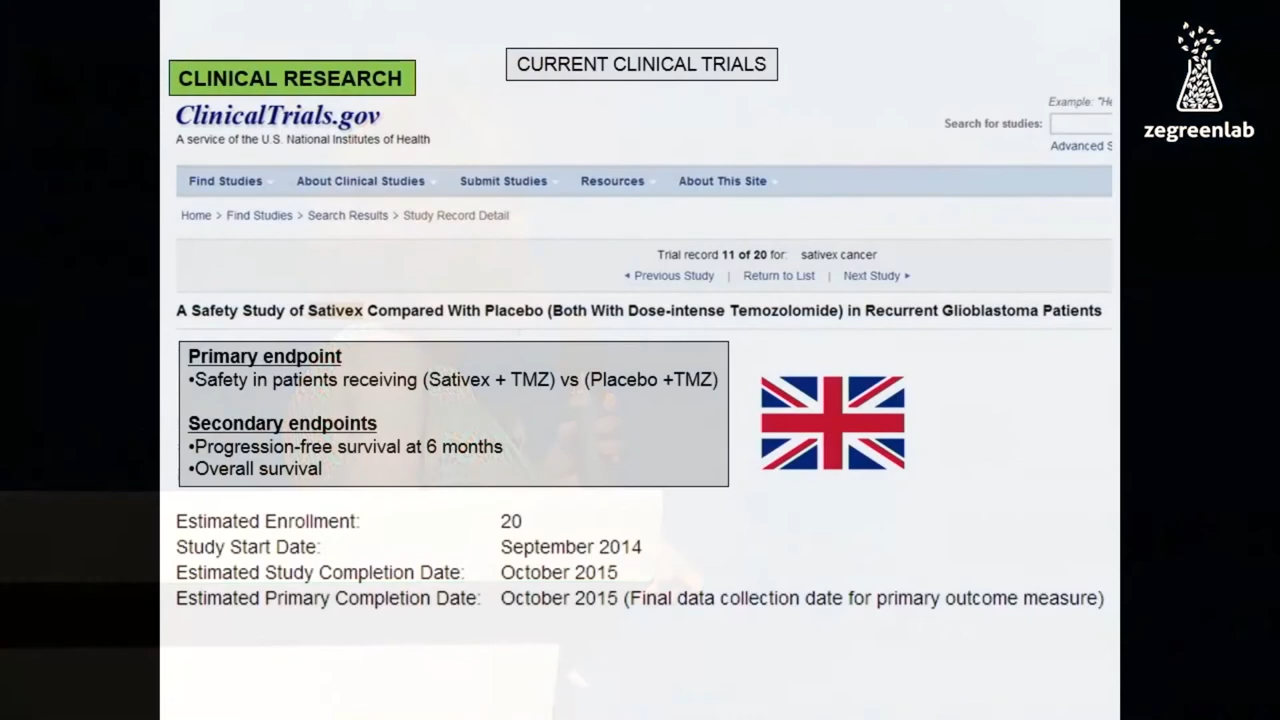 CLINICAL RESEARCH
CURRENT CLINICAL TRIALS
zegreenlab
ClinicalTrials.gov
A service of the U.S. National Institutes of Health
Example: "He
Search for studies:
Advanced S
Find Studies About Clinical Studies Submit Studies Resources About This Site
Home > Find Studies > Search Results > Study Record Detail
Trial record 11 of 20 for: sativex cancer
◂ Previous Study | Return to List | Next Study ▸
A Safety Study of Sativex Compared With Placebo (Both With Dose-intense Temozolomide) in Recurrent Glioblastoma Patients
Primary endpoint
•Safety in patients receiving (Sativex + TMZ) vs (Placebo +TMZ)
Secondary endpoints
•Progression-free survival at 6 months
•Overall survival
Estimated Enrollment: 20
Study Start Date: September 2014
Estimated Study Completion Date: October 2015
Estimated Primary Completion Date: October 2015 (Final data collection date for primary outcome measure)